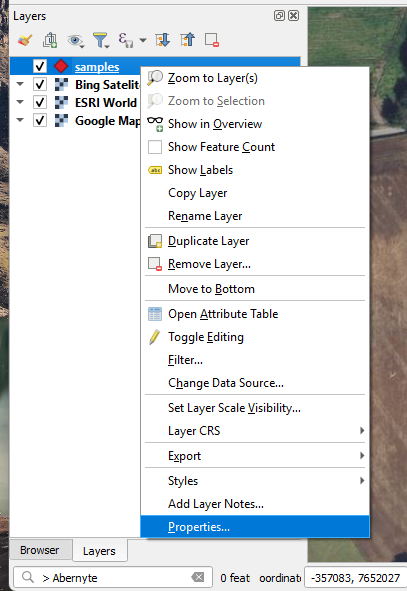 Layers
samples
Bing Satelit
ESRI World
Google Map
Zoom to Layer(s)
Zoom to Selection
Show in Overview
Show Feature Count
abc Show Labels
Copy Layer
Rename Layer
Duplicate Layer
Remove Layer...
Move to Bottom
Open Attribute Table
Toggle Editing
Filter...
Change Data Source...
Set Layer Scale Visibility...
Layer CRS
Export
Styles
Add Layer Notes...
Properties...
Browser Layers
> Abernyte 0 feat oordinat -357083, 7652027